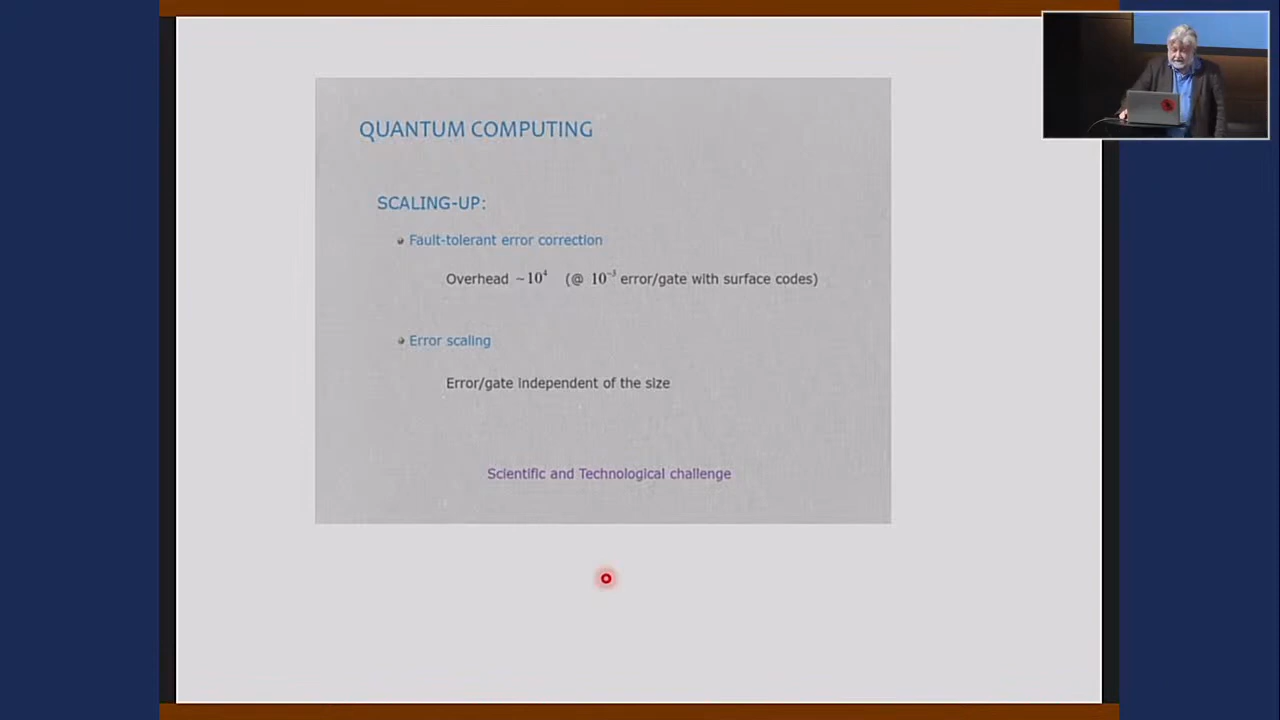 QUANTUM COMPUTING
SCALING-UP:
Fault-tolerant error correction
Overhead ~10⁴ (@ 10⁻³ error/gate with surface codes)
Error scaling
Error/gate independent of the size
Scientific and Technological challenge